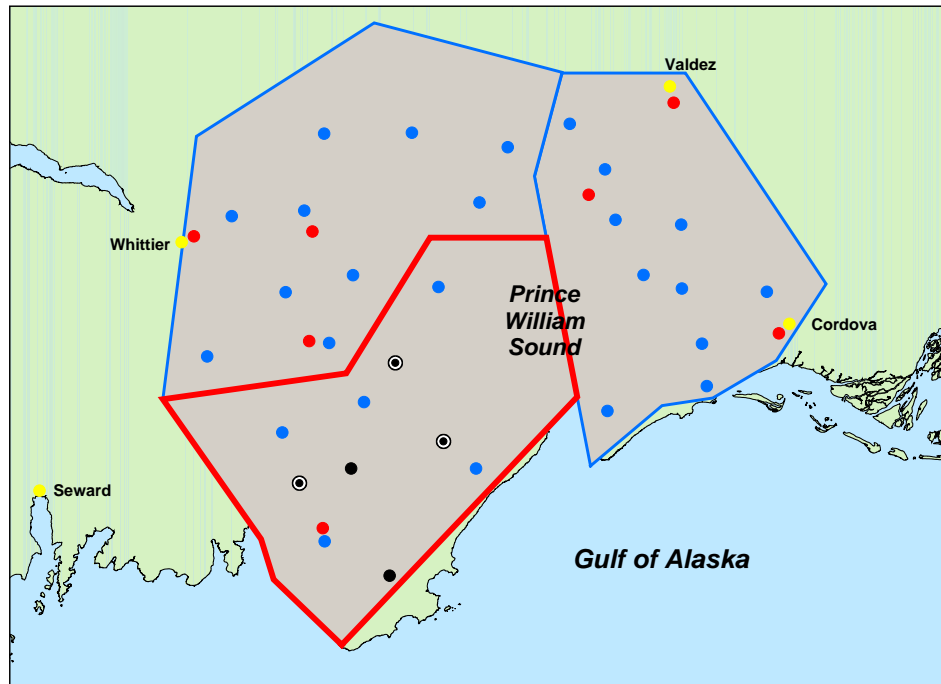 Valdez
Whittier
Prince
William
Sound
Cordova
Seward
Gulf of Alaska